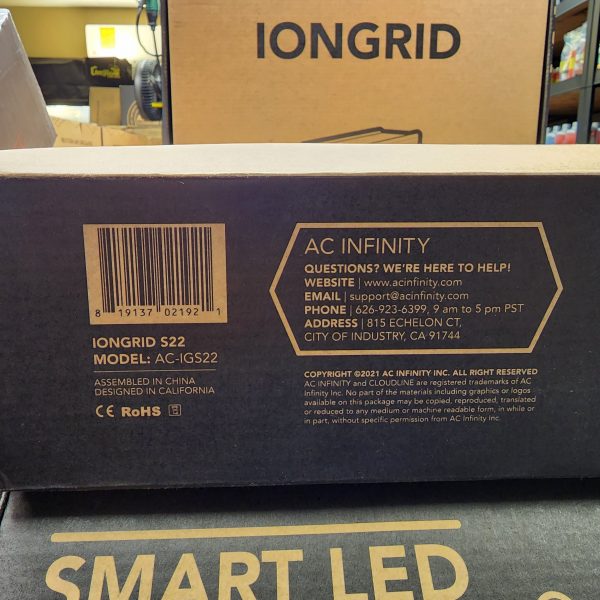 IONGRID
8 19137 02192 1
IONGRID S22
MODEL: AC-IGS22
ASSEMBLED IN CHINA
DESIGNED IN CALIFORNIA
CE RoHS
AC INFINITY
QUESTIONS? WE'RE HERE TO HELP!
WEBSITE | www.acinfinity.com
EMAIL | support@acinfinity.com
PHONE | 626-923-6399, 9 am to 5 pm PST
ADDRESS | 815 ECHELON CT,
CITY OF INDUSTRY, CA 91744
COPYRIGHT ©2021 AC INFINITY INC. ALL RIGHT RESERVED
AC INFINITY and CLOUDLINE are registered trademarks of AC
Infinity Inc. No part of the materials including graphics or logos
available on this package may be copied, reproduced, translated
or reduced to any medium or machine readable form, in while or
in part, without specific permission from AC Infinity Inc.
SMART LED